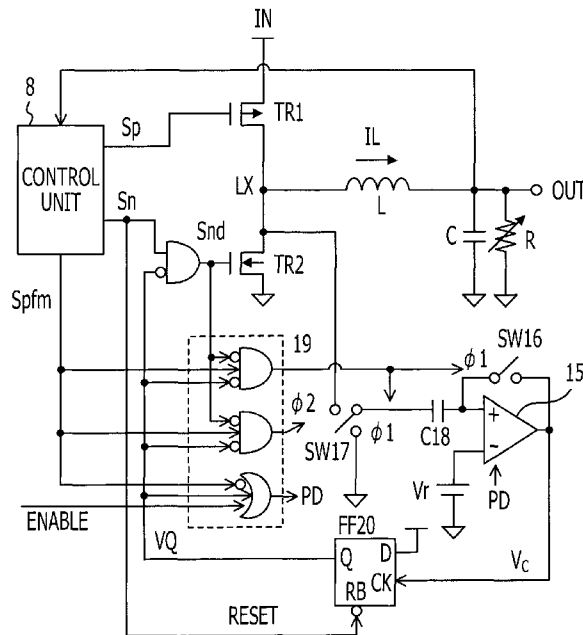 IN
8
Sp
TR1
CONTROL
UNIT
IL
LX
OUT
Sn
L
Snd
C
R
TR2
Spfm
19
SW16
ϕ1
15
ϕ2
+
SW17
ϕ1
C18
−
PD
Vr
PD
ENABLE
FF20
VQ
Q
D
CK
RB
VC
RESET